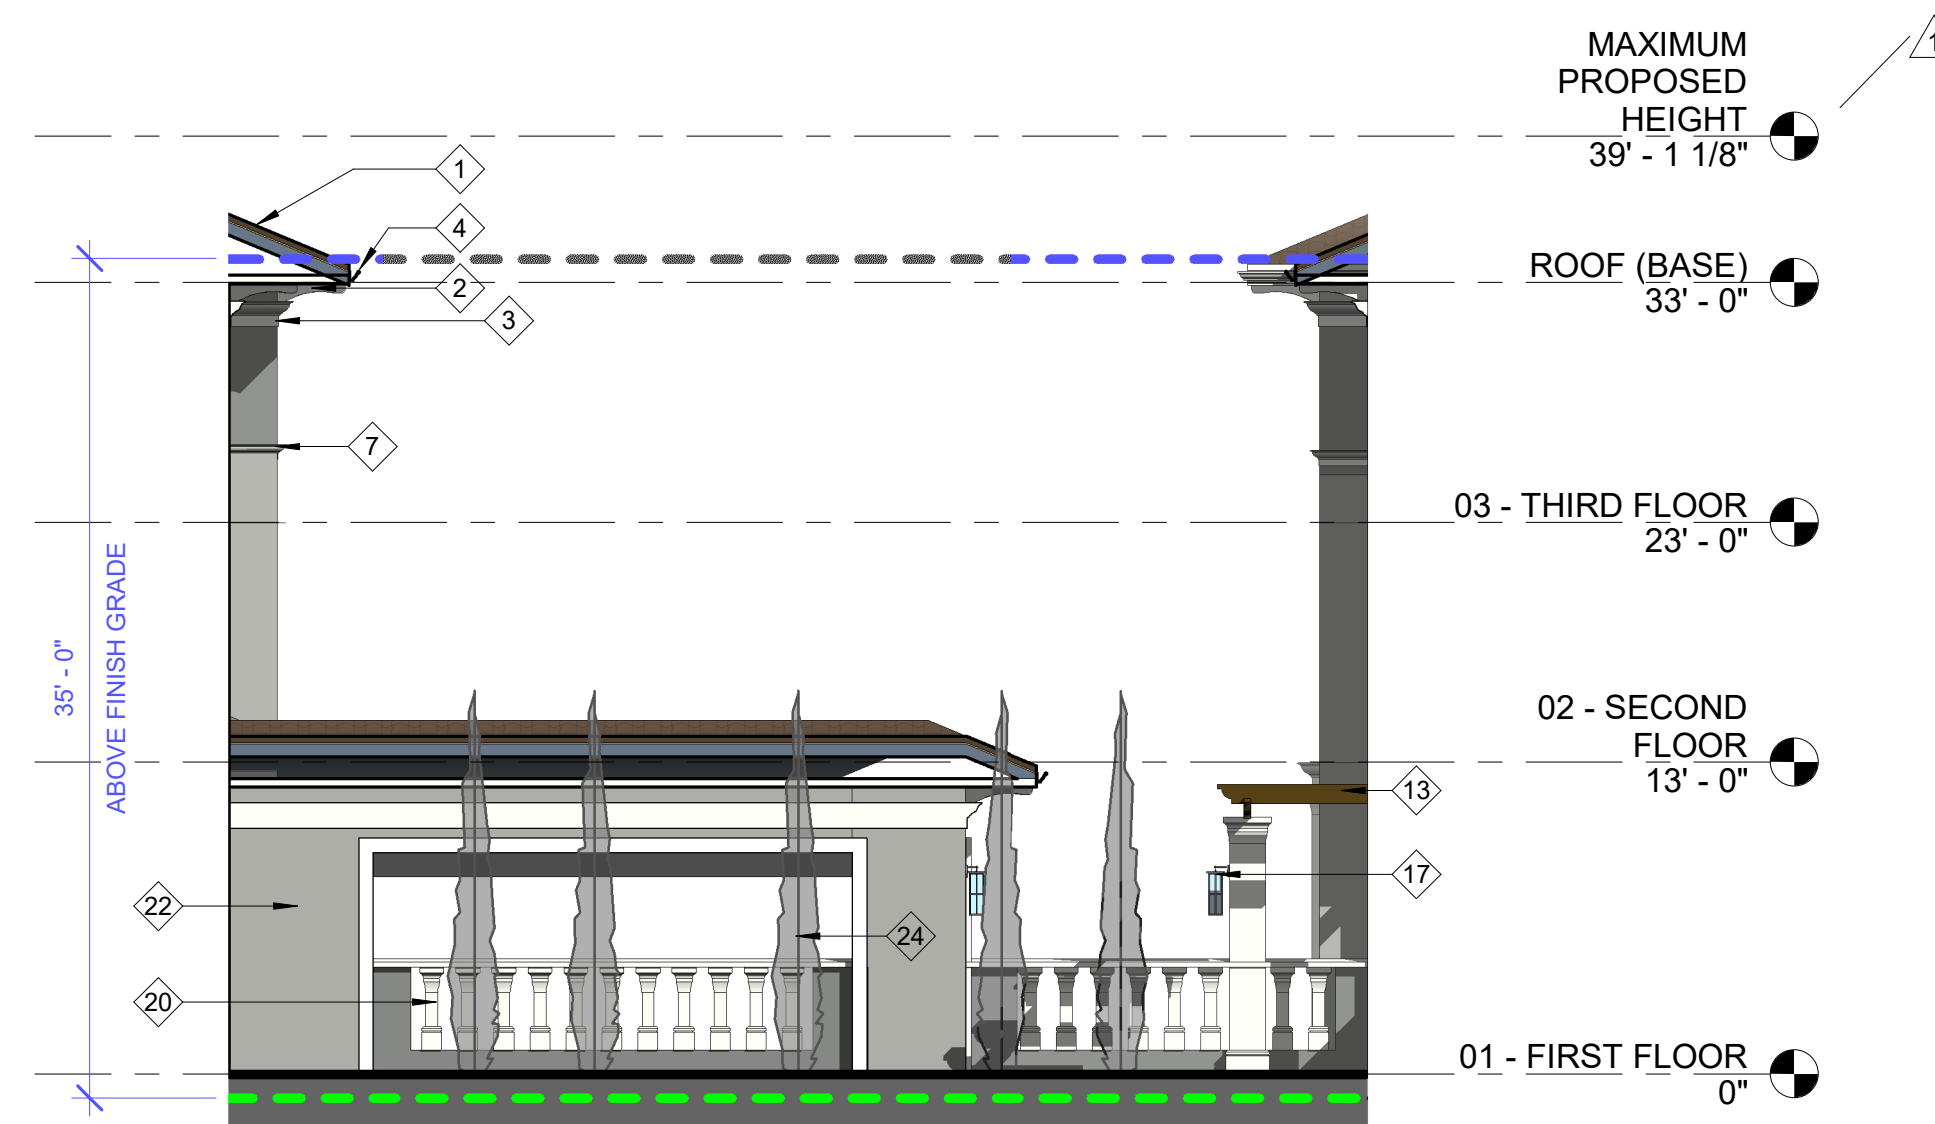 MAXIMUM
PROPOSED
HEIGHT
39' - 1 1/8"
1
1
4
2
3
ROOF (BASE)
33' - 0"
7
03 - THIRD FLOOR
23' - 0"
35' - 0"
ABOVE FINISH GRADE
02 - SECOND
FLOOR
13' - 0"
13
17
22
24
20
01 - FIRST FLOOR
0"